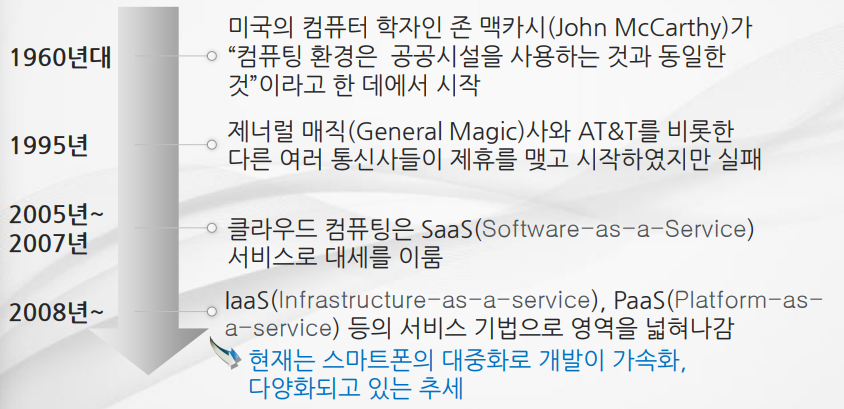 1960년대
미국의 컴퓨터 학자인 존 맥카시(John McCarthy)가
“컴퓨팅 환경은 공공시설을 사용하는 것과 동일한
것”이라고 한 데에서 시작
1995년
제너럴 매직(General Magic)사와 AT&T를 비롯한
다른 여러 통신사들이 제휴를 맺고 시작하였지만 실패
2005년~
2007년
클라우드 컴퓨팅은 SaaS(Software-as-a-Service)
서비스로 대세를 이룸
2008년~
IaaS(Infrastructure-as-a-service), PaaS(Platform-as-
a-service) 등의 서비스 기법으로 영역을 넓혀나감
현재는 스마트폰의 대중화로 개발이 가속화,
다양화되고 있는 추세